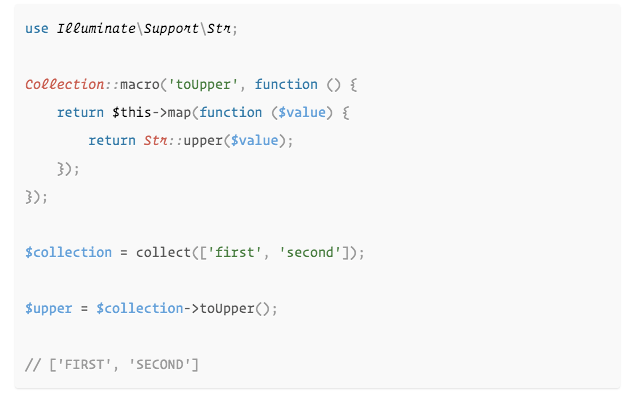 use Illuminate\Support\Str;
Collection::macro('toUpper', function () {
    return $this->map(function ($value) {
        return Str::upper($value);
    });
});
$collection = collect(['first', 'second']);
$upper = $collection->toUpper();
// ['FIRST', 'SECOND']